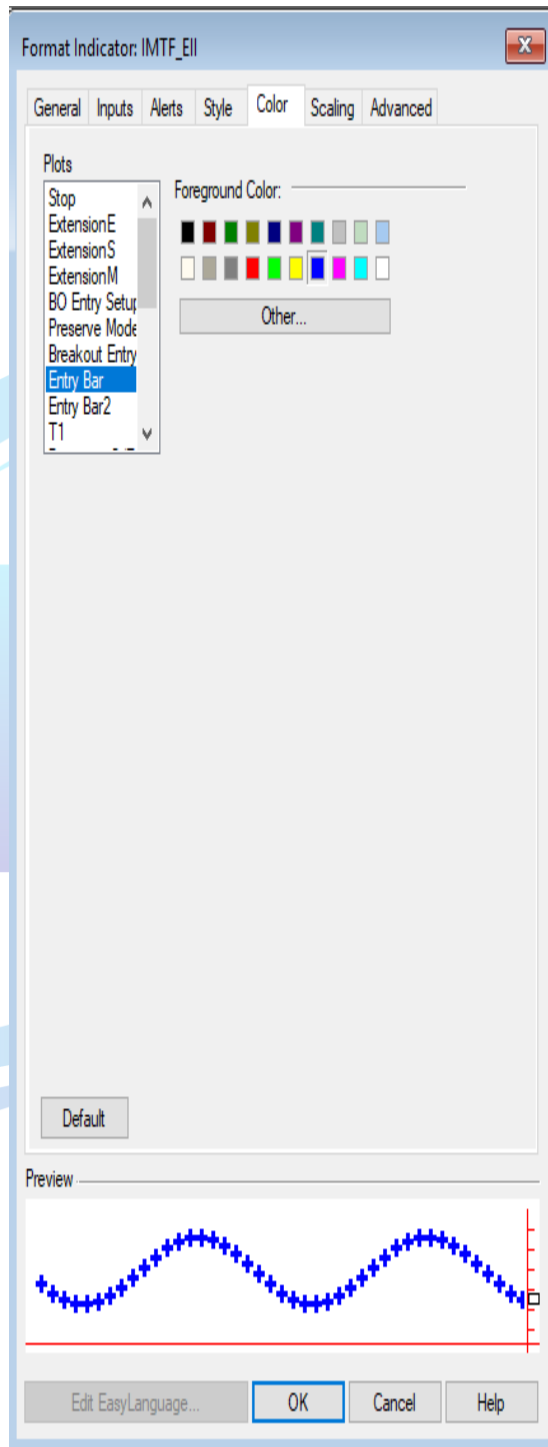 Format Indicator: IMTF_EII
General Inputs Alerts Style Color Scaling Advanced
Plots
Foreground Color:
Stop
ExtensionE
ExtensionS
ExtensionM
BO Entry Setup
Preserve Mode
Breakout Entry
Entry Bar
Entry Bar2
T1
Other...
Default
Preview
Edit EasyLanguage...
OK
Cancel
Help